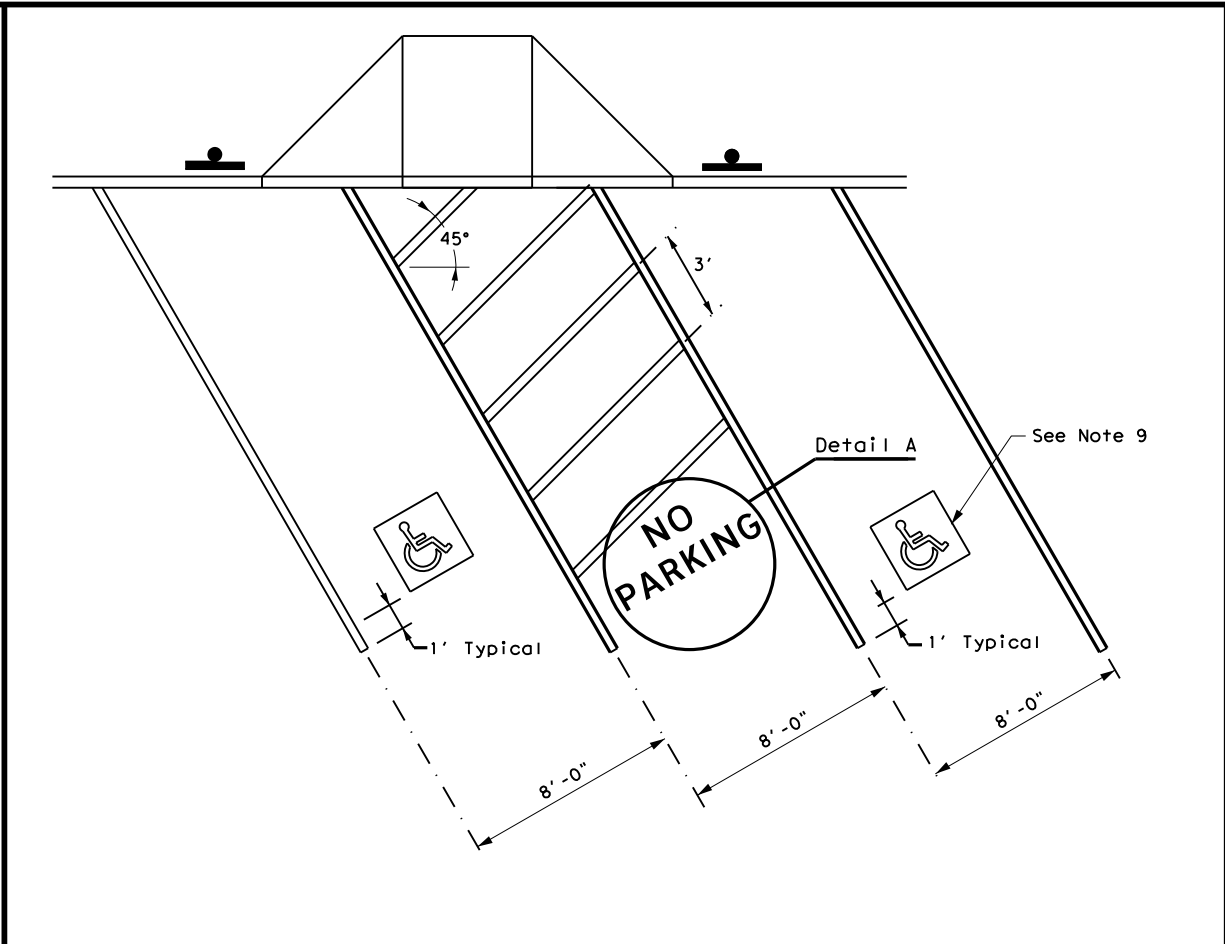 45°
3'
Detail A
See Note 9
NO
PARKING
1' Typical
1' Typical
8'-0"
8'-0"
8'-0"